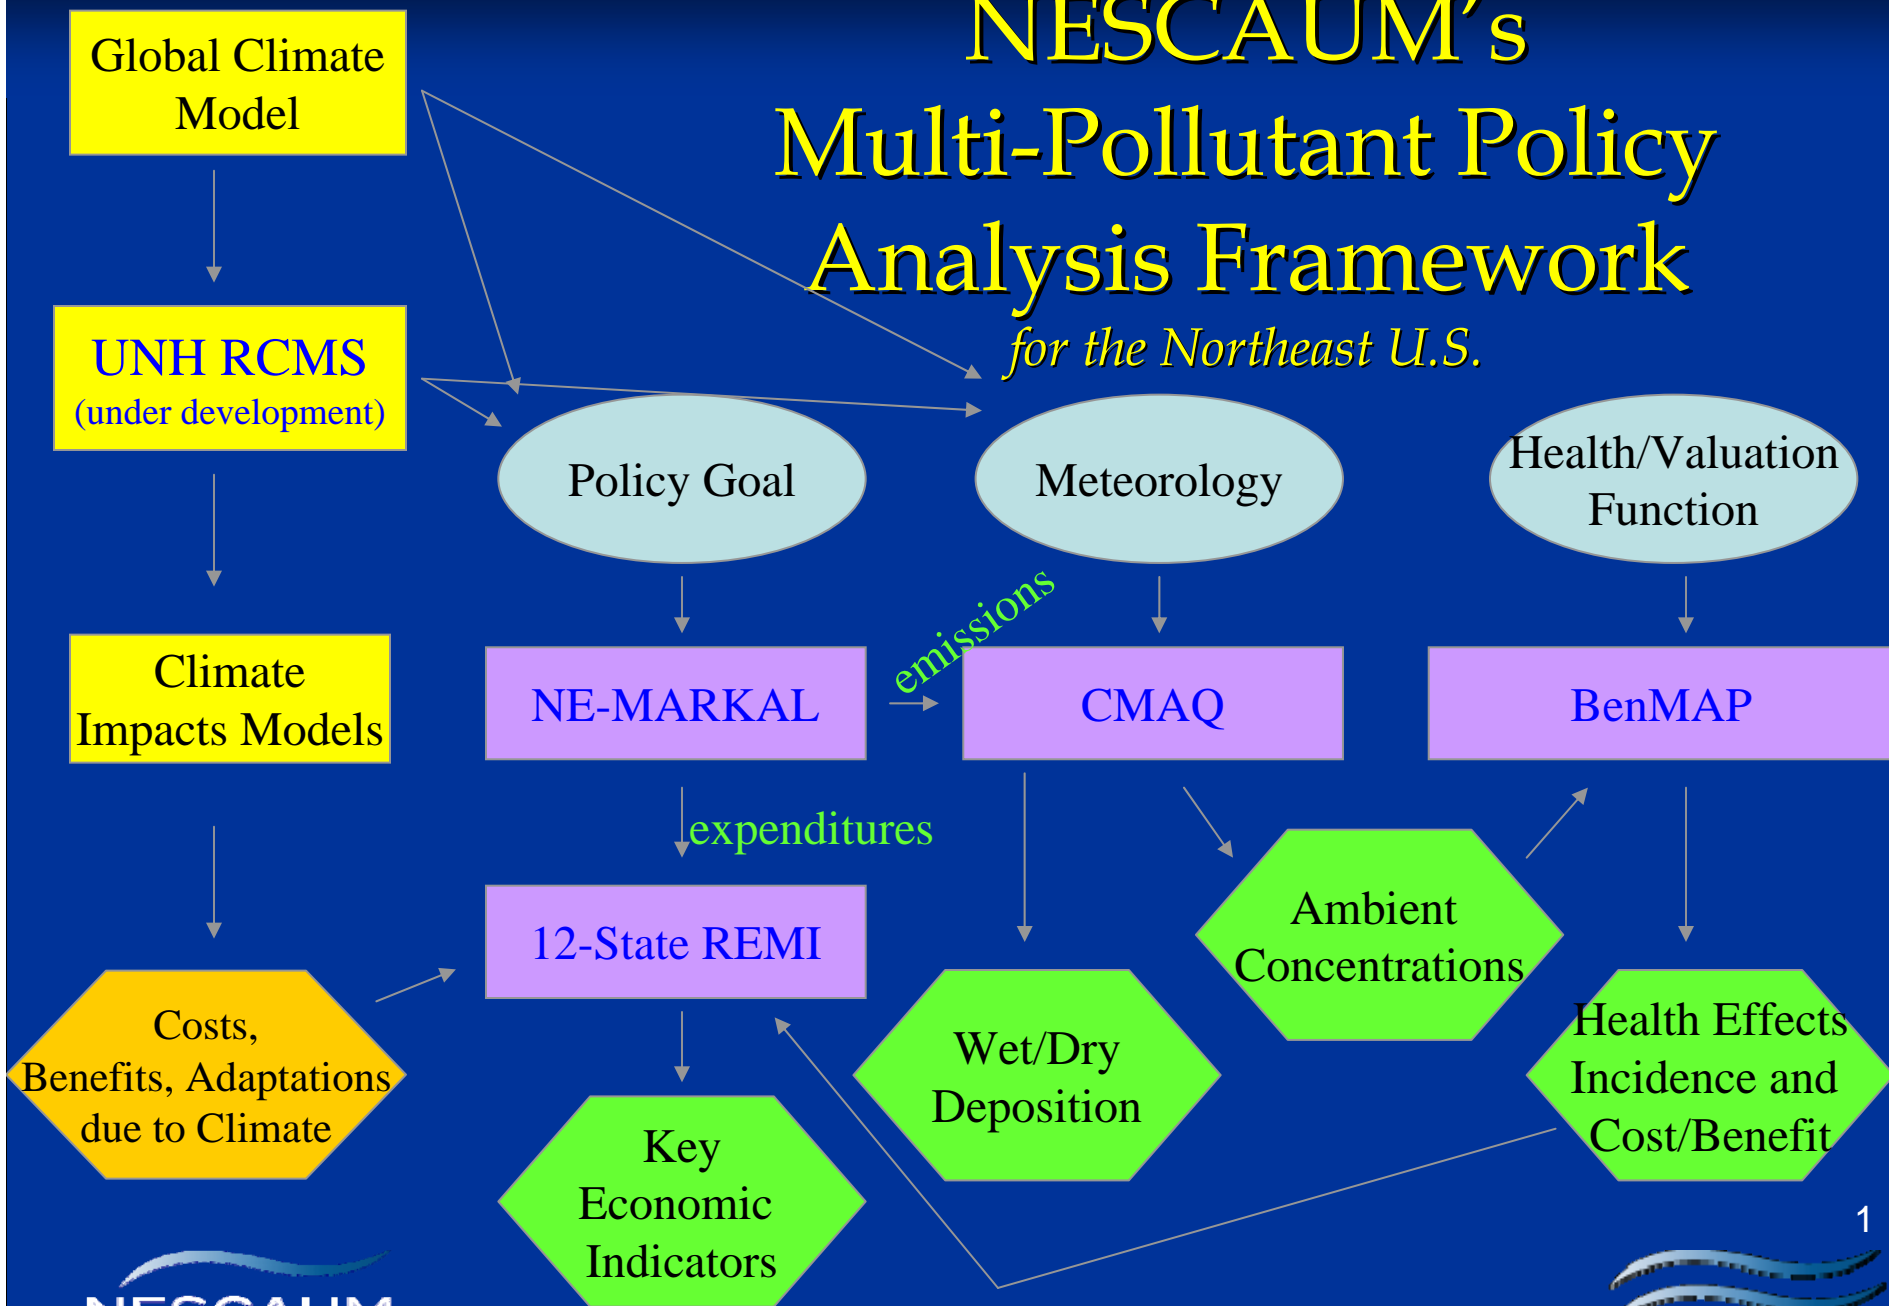 NESCAUM's
Multi-Pollutant Policy
Analysis Framework
for the Northeast U.S.
Global Climate
Model
UNH RCMS
(under development)
Policy Goal
Meteorology
Health/Valuation
Function
emissions
Climate
Impacts Models
NE-MARKAL
CMAQ
BenMAP
expenditures
12-State REMI
Ambient
Concentrations
Costs,
Benefits, Adaptations
due to Climate
Wet/Dry
Deposition
Health Effects
Incidence and
Cost/Benefit
Key
Economic
Indicators
1
NESCAUM